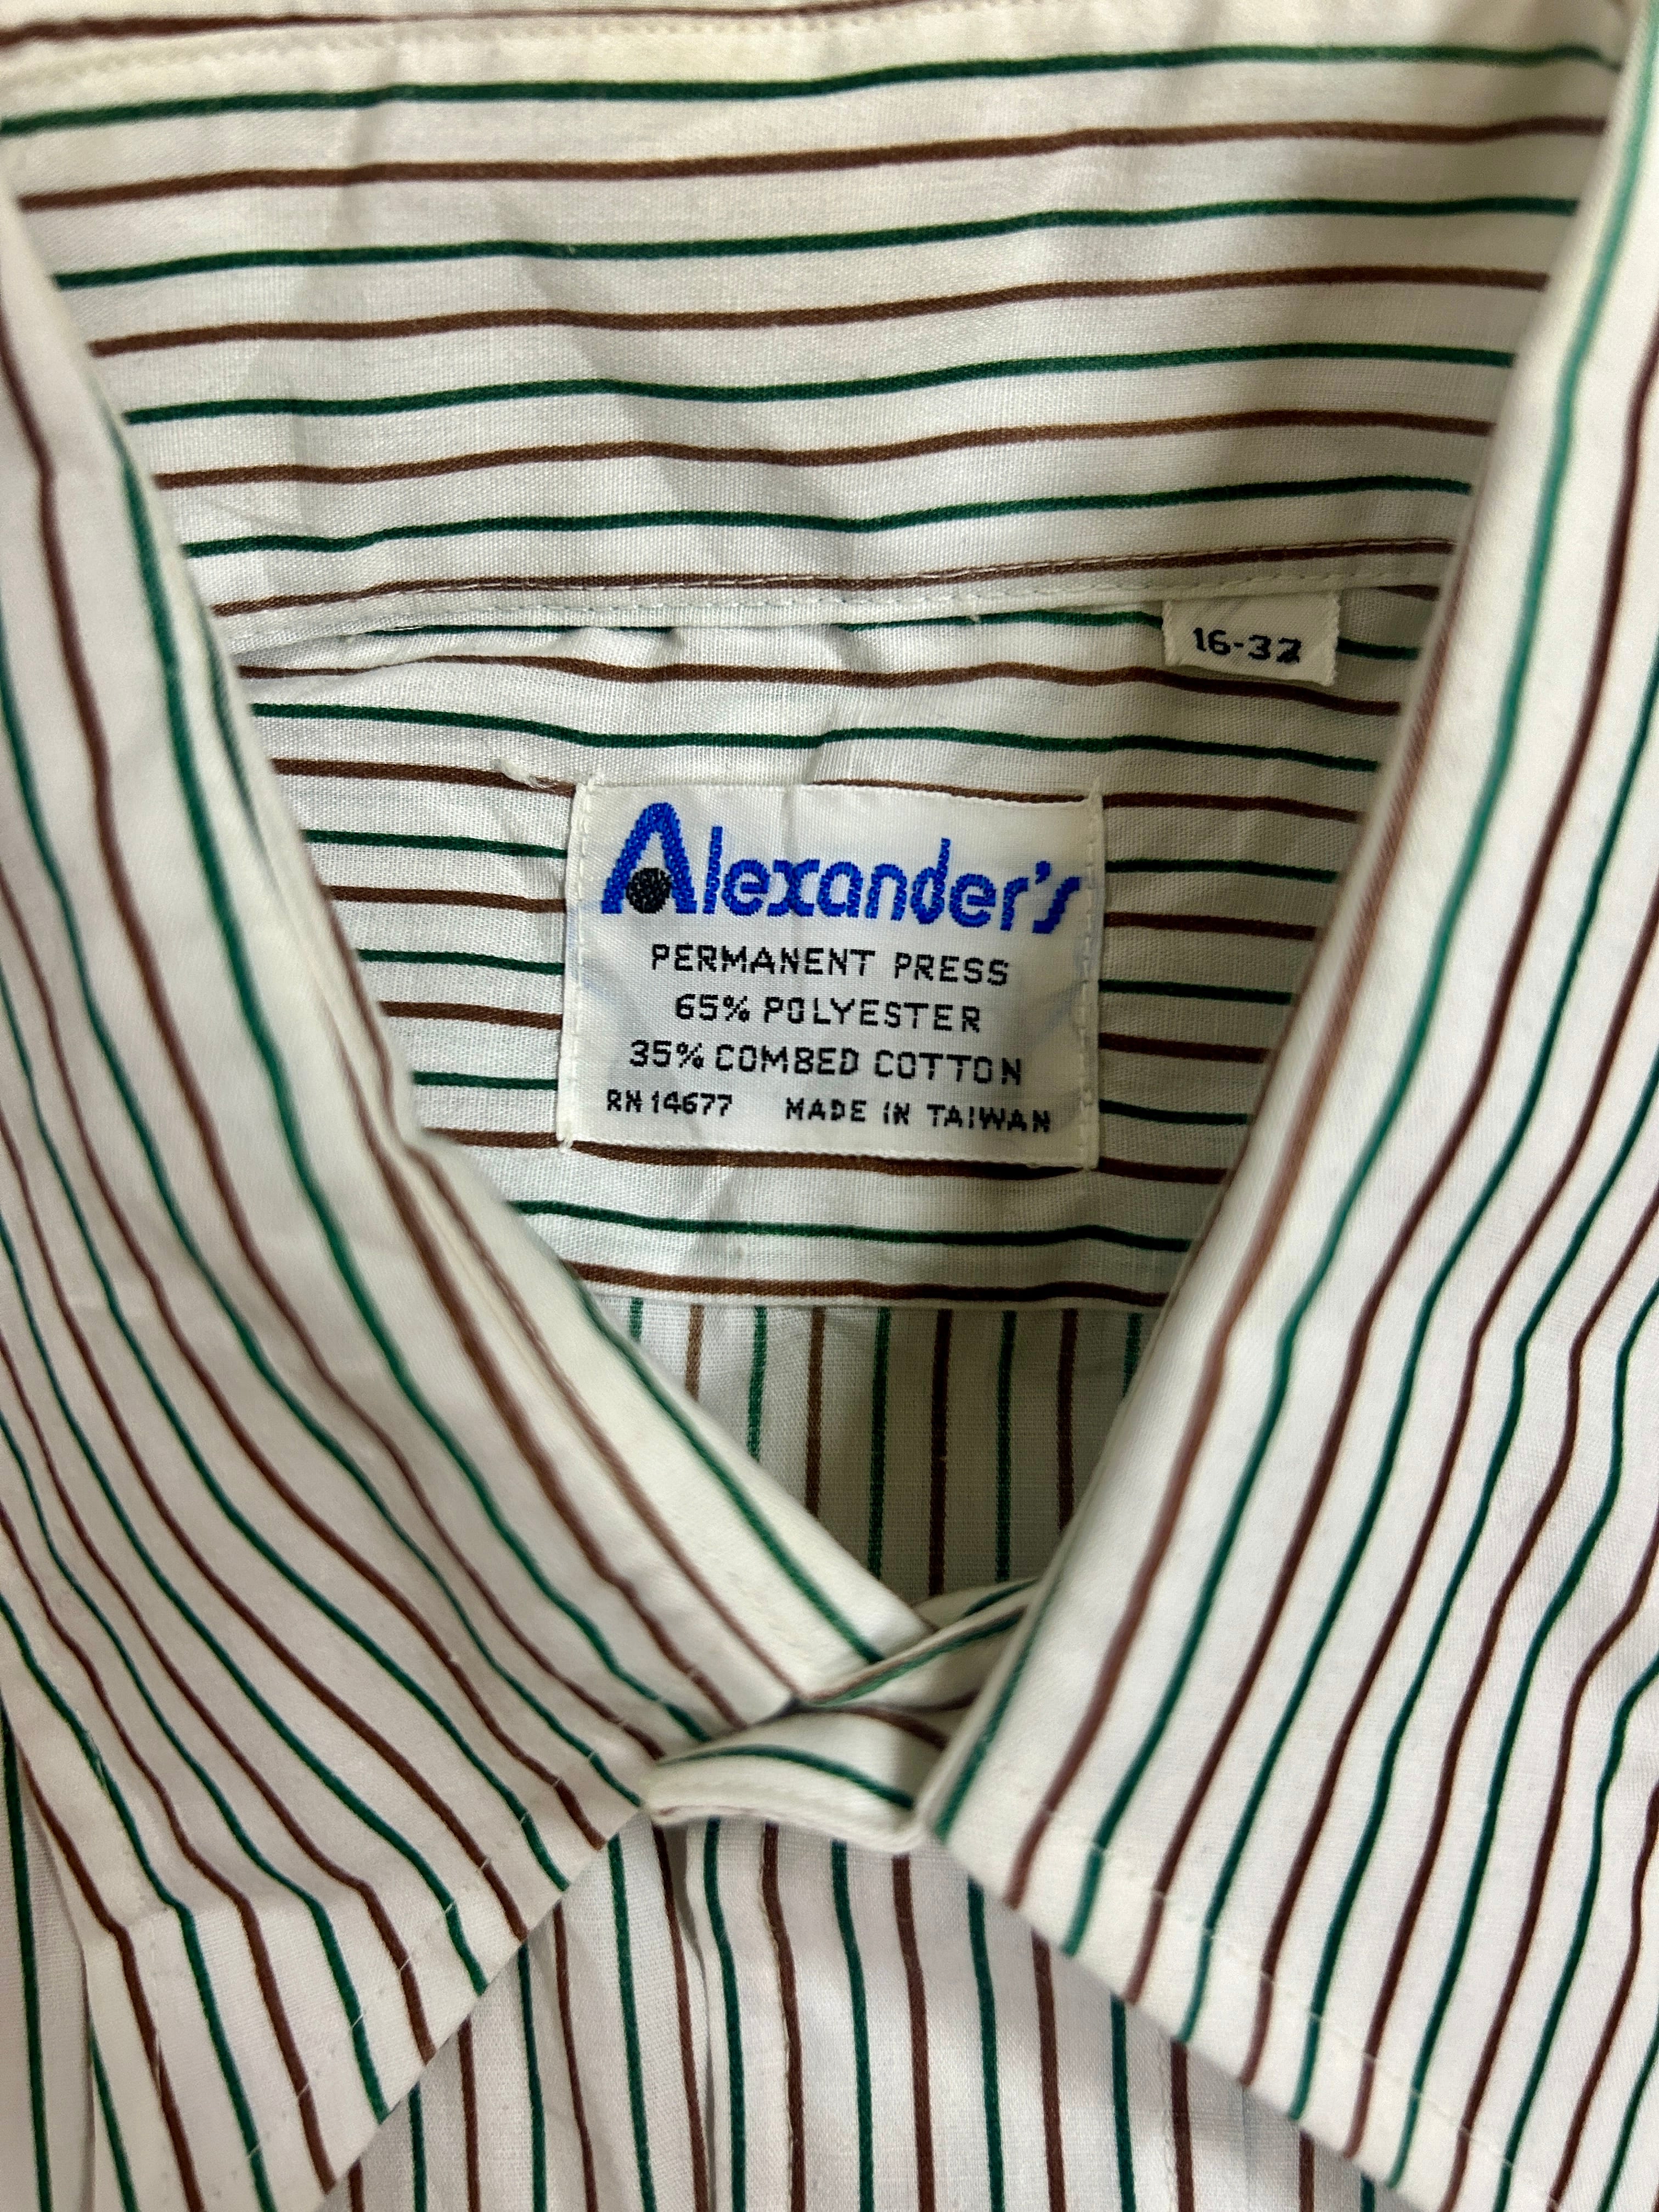 16-32
Alexander's
PERMANENT PRESS
65% POLYESTER
35% COMBED COTTON
RN 14677 MADE IN TAIWAN